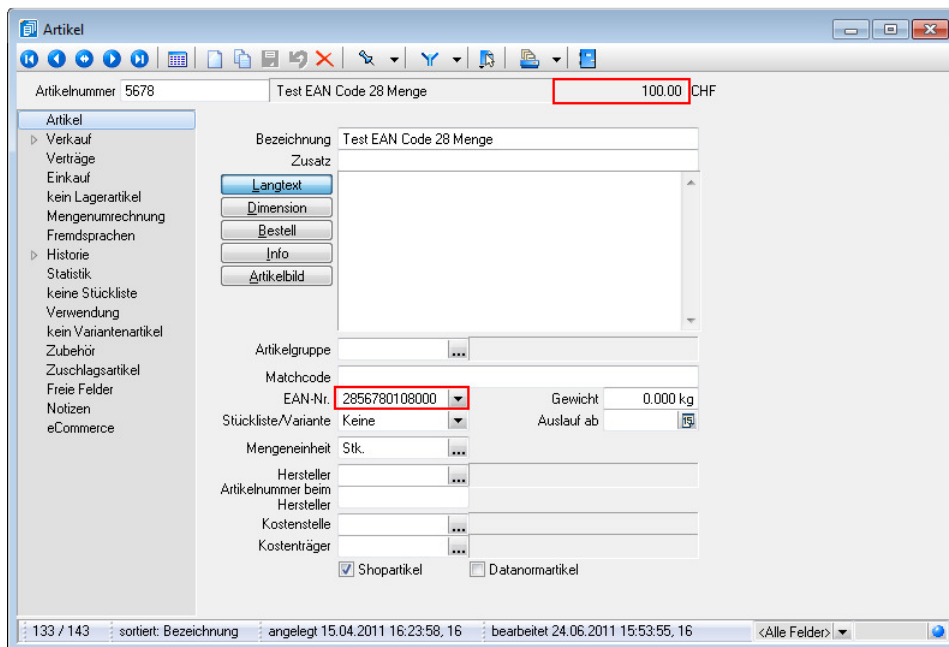 Artikel
Artikelnummer 5678 Test EAN Code 28 Menge 100.00 CHF
Artikel
Verkauf
Verträge
Einkauf
kein Lagerartikel
Mengenumrechnung
Fremdsprachen
Historie
Statistik
keine Stückliste
Verwendung
kein Variantenartikel
Zubehör
Zuschlagsartikel
Freie Felder
Notizen
eCommerce
Bezeichnung Test EAN Code 28 Menge
Zusatz
Langtext
Dimension
Bestell
Info
Artikelbild
Artikelgruppe ...
Matchcode
EAN-Nr. 2856780108000 Gewicht 0.000 kg
Stückliste/Variante Keine Auslauf ab 15
Mengeneinheit Stk. ...
Hersteller ...
Artikelnummer beim
Hersteller
Kostenstelle ...
Kostenträger ...
Shopartikel Datanormartikel
133 / 143 sortiert: Bezeichnung angelegt 15.04.2011 16:23:58, 16 bearbeitet 24.06.2011 15:53:55, 16 <Alle Felder>